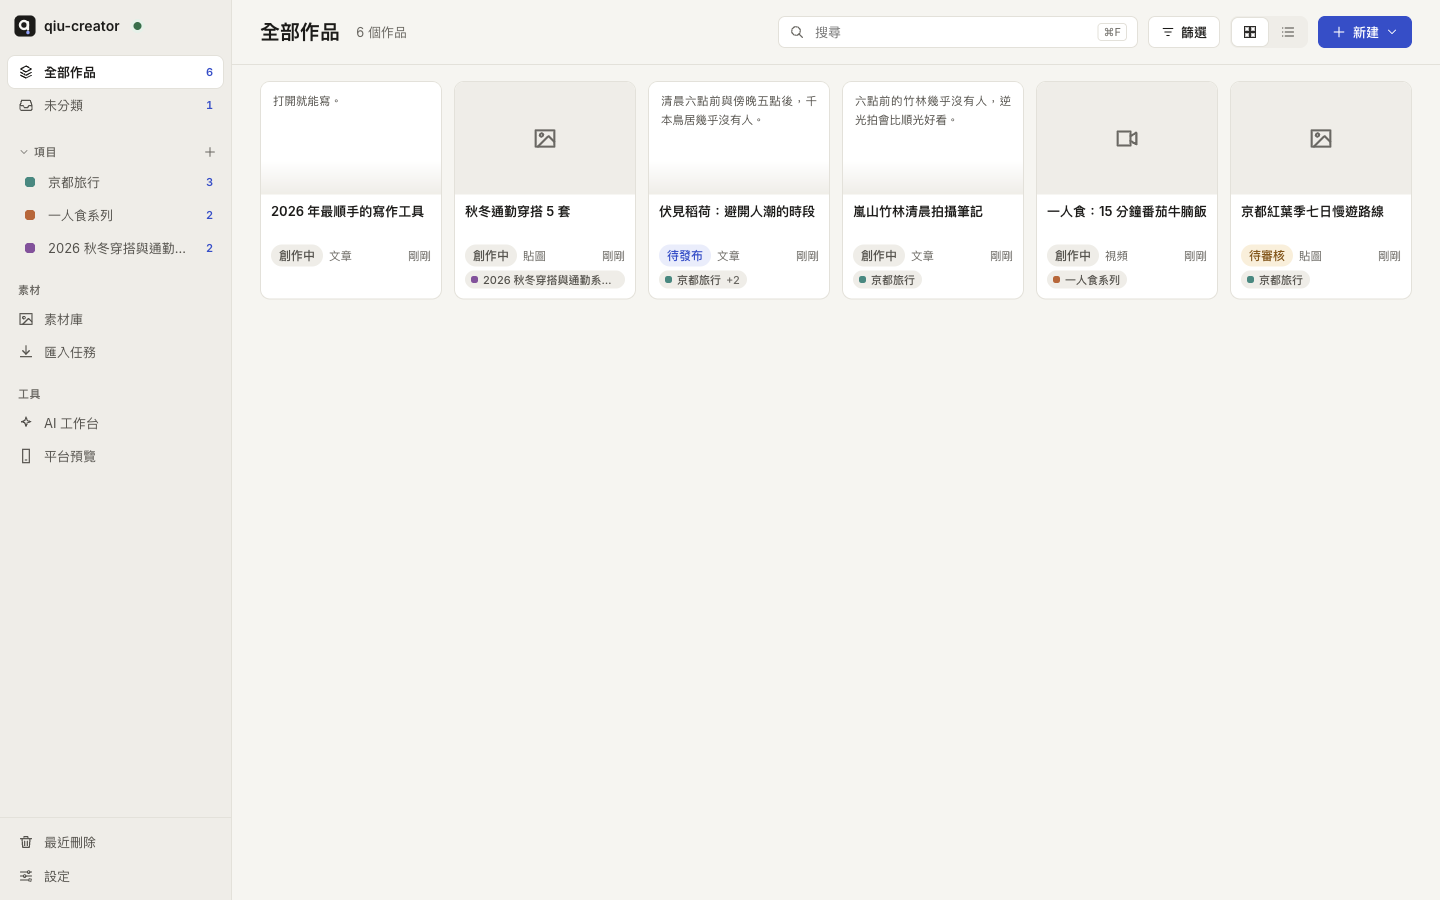 qiu-creator
全部作品 6
未分類 1
項目
京都旅行 3
一人食系列 2
2026 秋冬穿搭與通勤... 2
素材
素材庫
匯入任務
工具
AI 工作台
平台預覽
最近刪除
設定
全部作品 6 個作品
搜尋 ⌘F
篩選
新建
打開就能寫。
2026 年最順手的寫作工具
創作中 文章 剛剛
秋冬通勤穿搭 5 套
創作中 貼圖 剛剛
2026 秋冬穿搭與通勤系...
清晨六點前與傍晚五點後，千
本鳥居幾乎沒有人。
伏見稻荷：避開人潮的時段
待發布 文章 剛剛
京都旅行 +2
六點前的竹林幾乎沒有人，逆
光拍會比順光好看。
嵐山竹林清晨拍攝筆記
創作中 文章 剛剛
京都旅行
一人食：15 分鐘番茄牛腩飯
創作中 視頻 剛剛
一人食系列
京都紅葉季七日慢遊路線
待審核 貼圖 剛剛
京都旅行